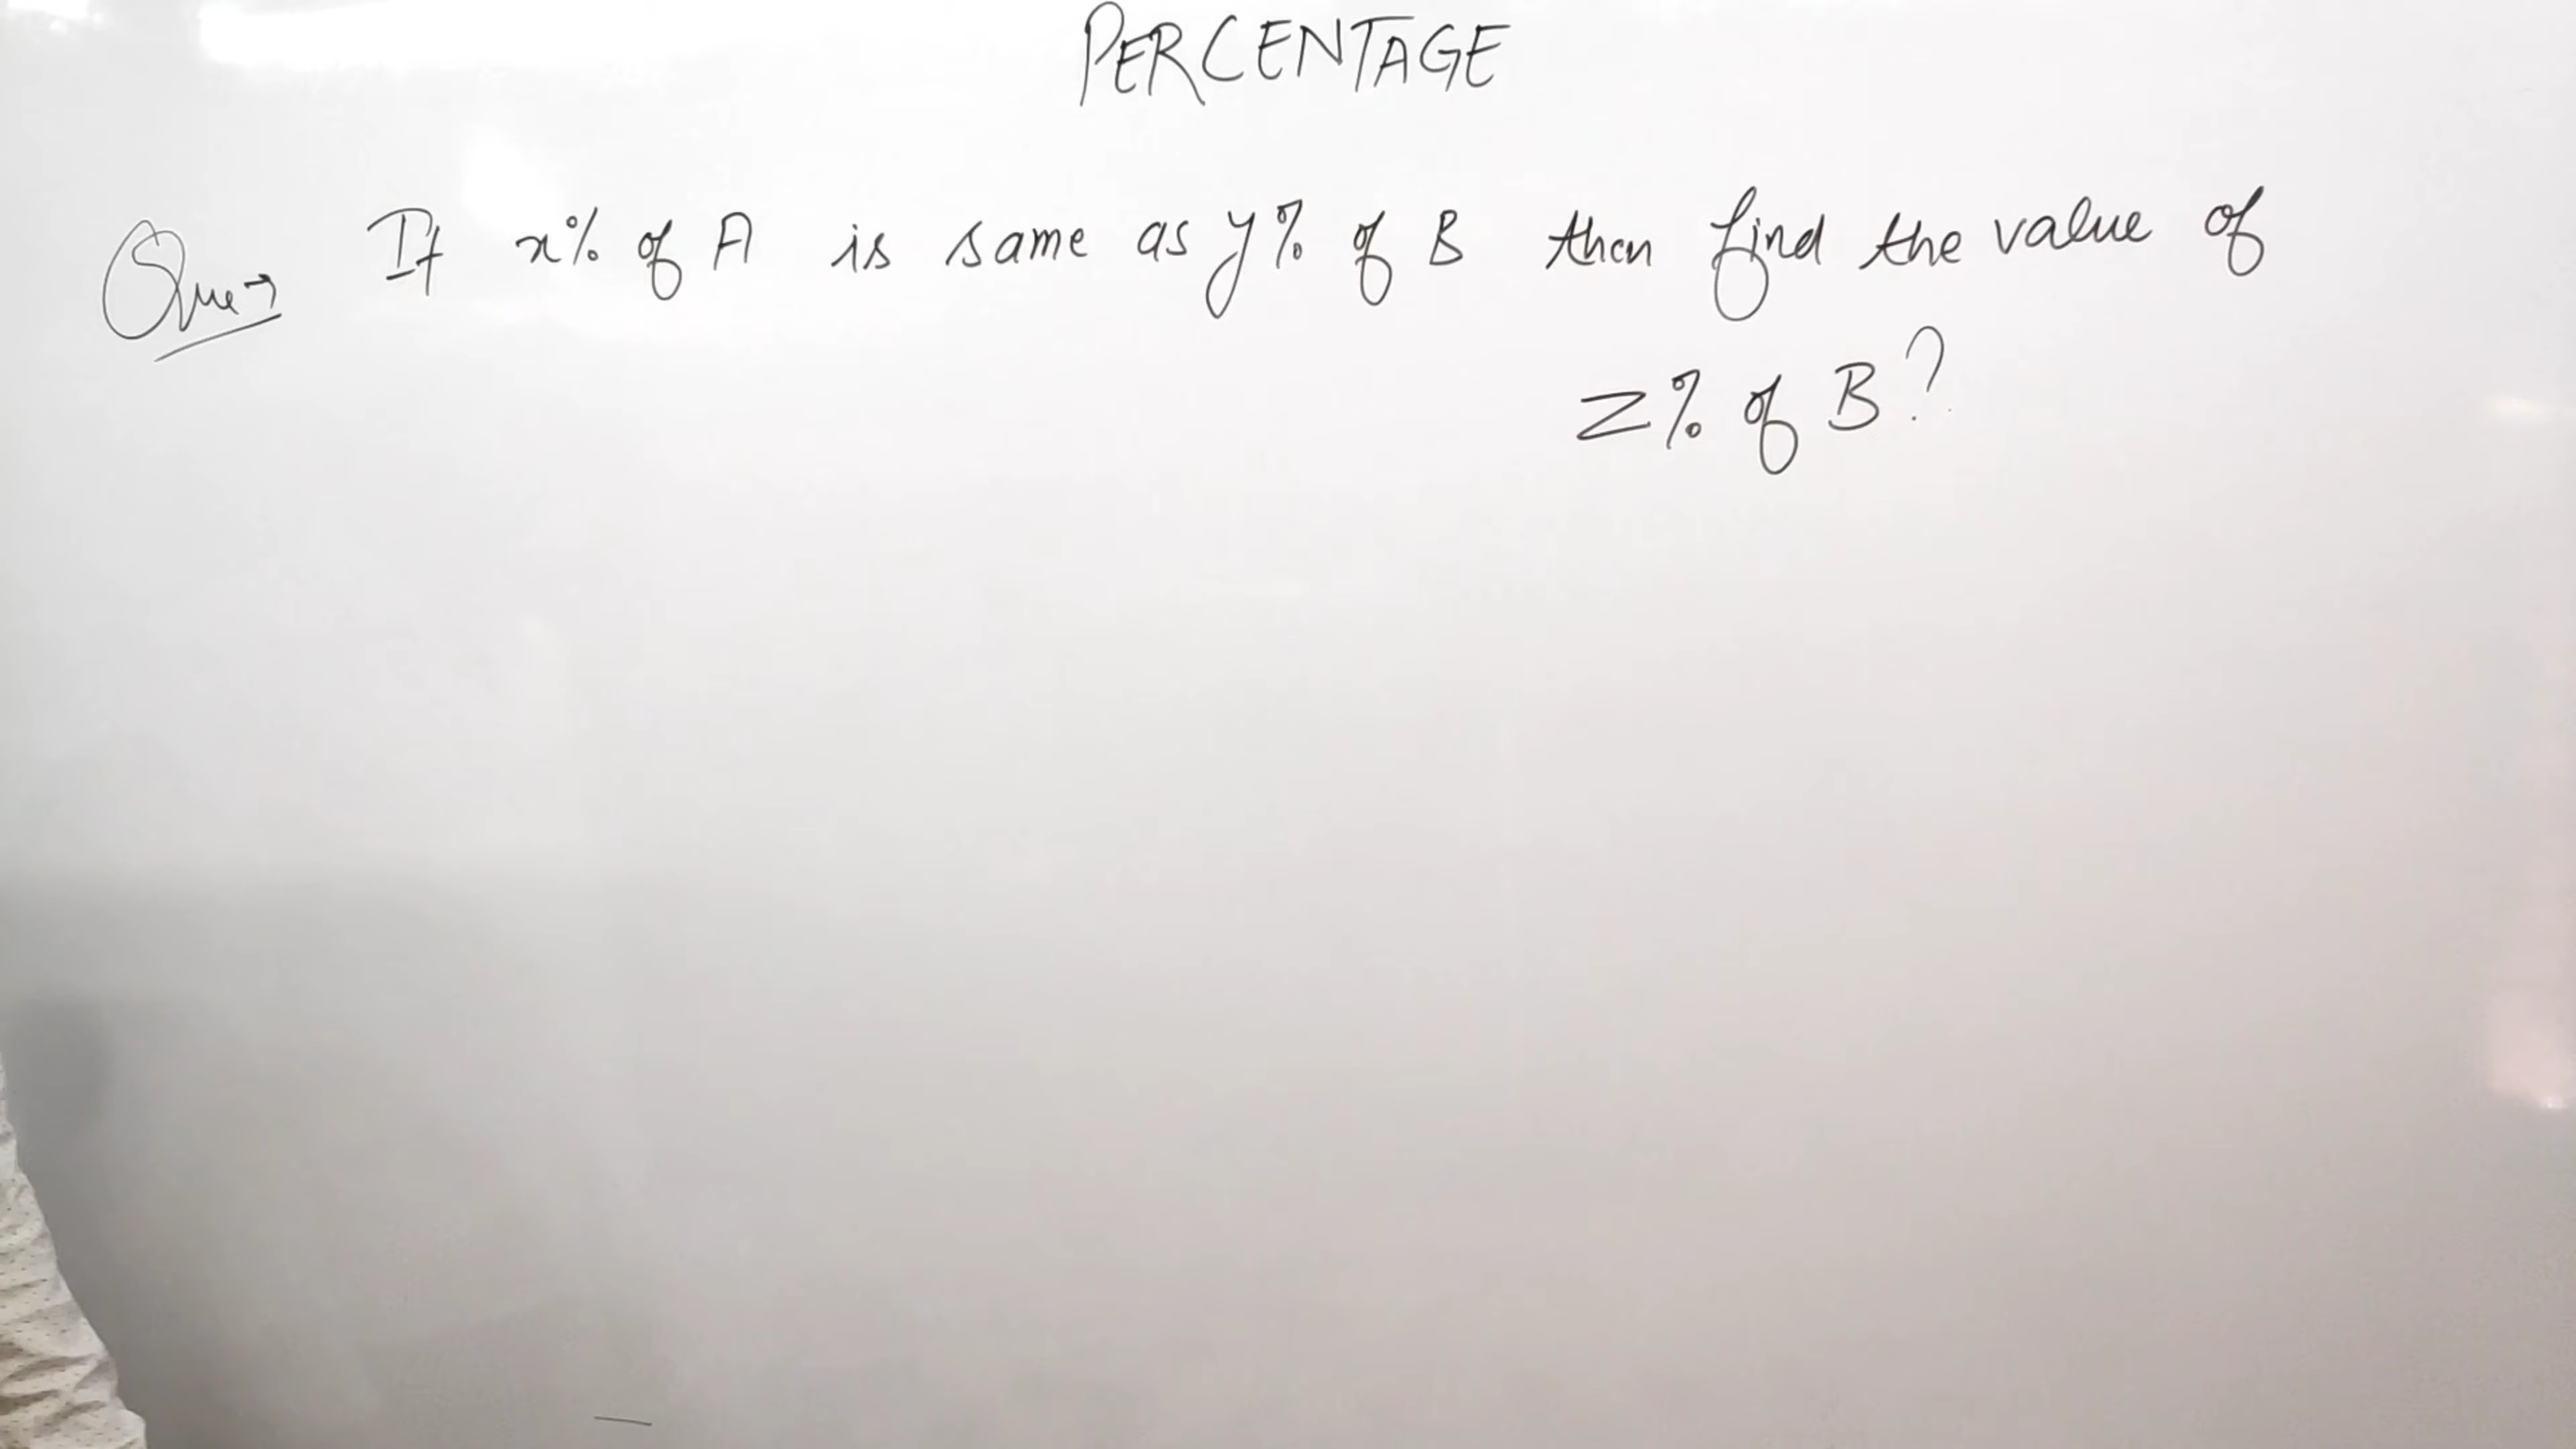 PERCENTAGE
Que→ If x% of A is same as y% of B then find the value of
Z% of B?